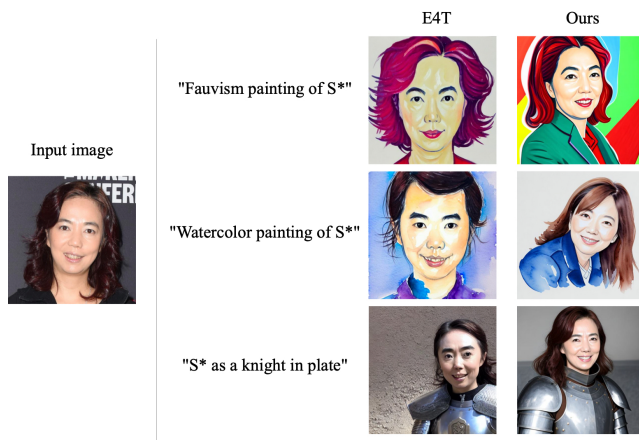 E4T
Ours
"Fauvism painting of S*"
Input image
"Watercolor painting of S*"
"S* as a knight in plate"